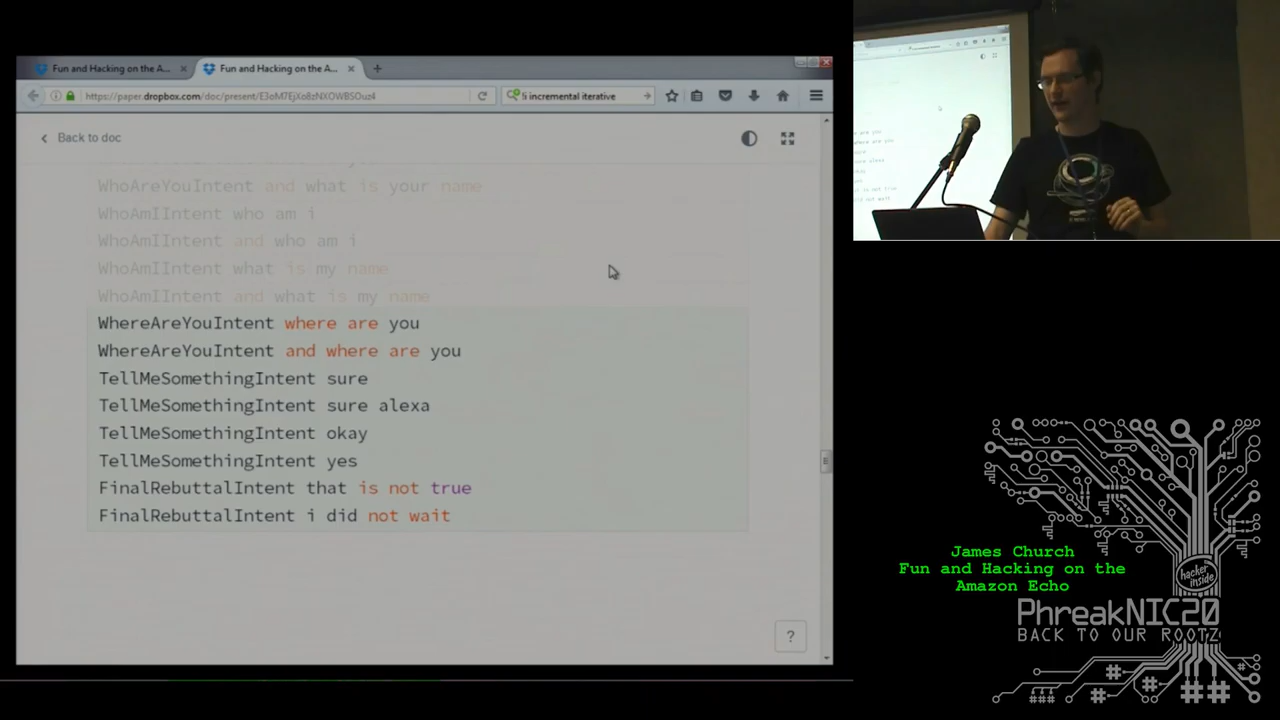 Fun and Hacking on the A...
Fun and Hacking on the A...
https://paper.dropbox.com/doc/present/E3oM7EjXo8zNXOWBSOuz4
incremental iterative
Back to doc
WhoAreYouIntent and what is your name
WhoAmIIntent who am i
WhoAmIIntent and who am i
WhoAmIIntent what is my name
WhoAmIIntent and what is my name
WhereAreYouIntent where are you
WhereAreYouIntent and where are you
TellMeSomethingIntent sure
TellMeSomethingIntent sure alexa
TellMeSomethingIntent okay
TellMeSomethingIntent yes
FinalRebuttalIntent that is not true
FinalRebuttalIntent i did not wait
?
James Church
Fun and Hacking on the
Amazon Echo
hacker
inside
PhreakNIC20
BACK TO OUR ROOTZ